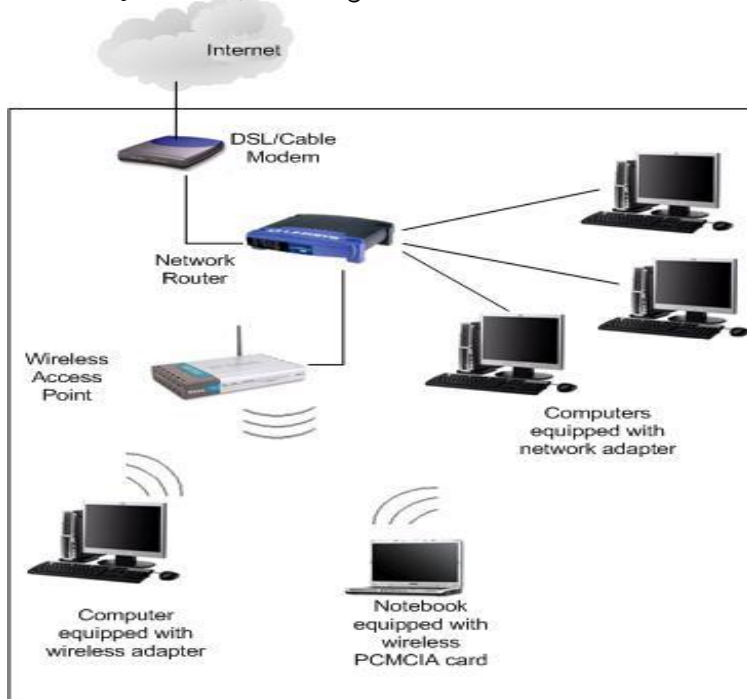 Internet
DSL/Cable
Modem
Network
Router
LINKSYS
Wireless
Access
Point
Computers
equipped with
network adapter
Computer
equipped with
wireless adapter
Notebook
equipped with
wireless
PCMCIA card